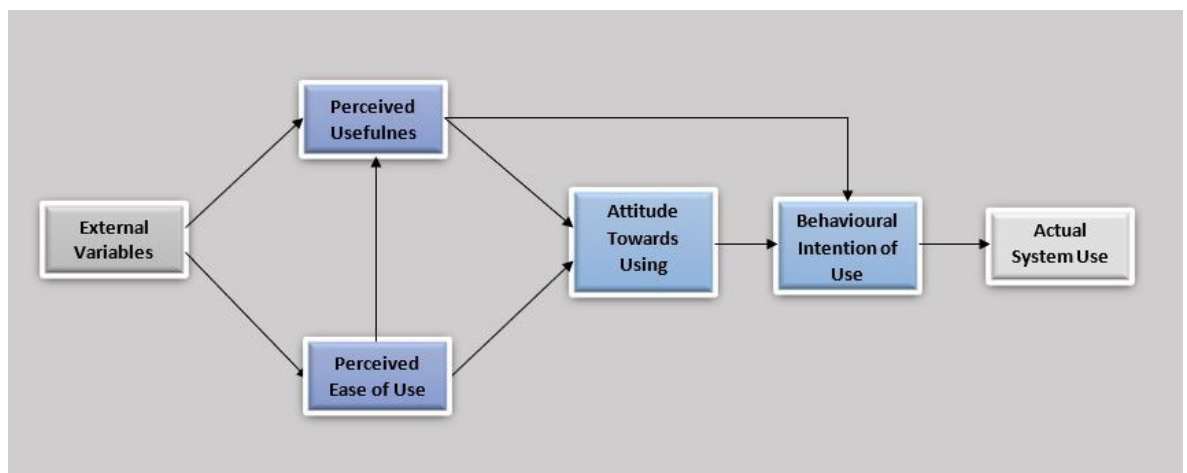 Perceived
Usefulnes
External
Variables
Attitude
Towards
Using
Behavioural
Intention of
Use
Actual
System Use
Perceived
Ease of Use